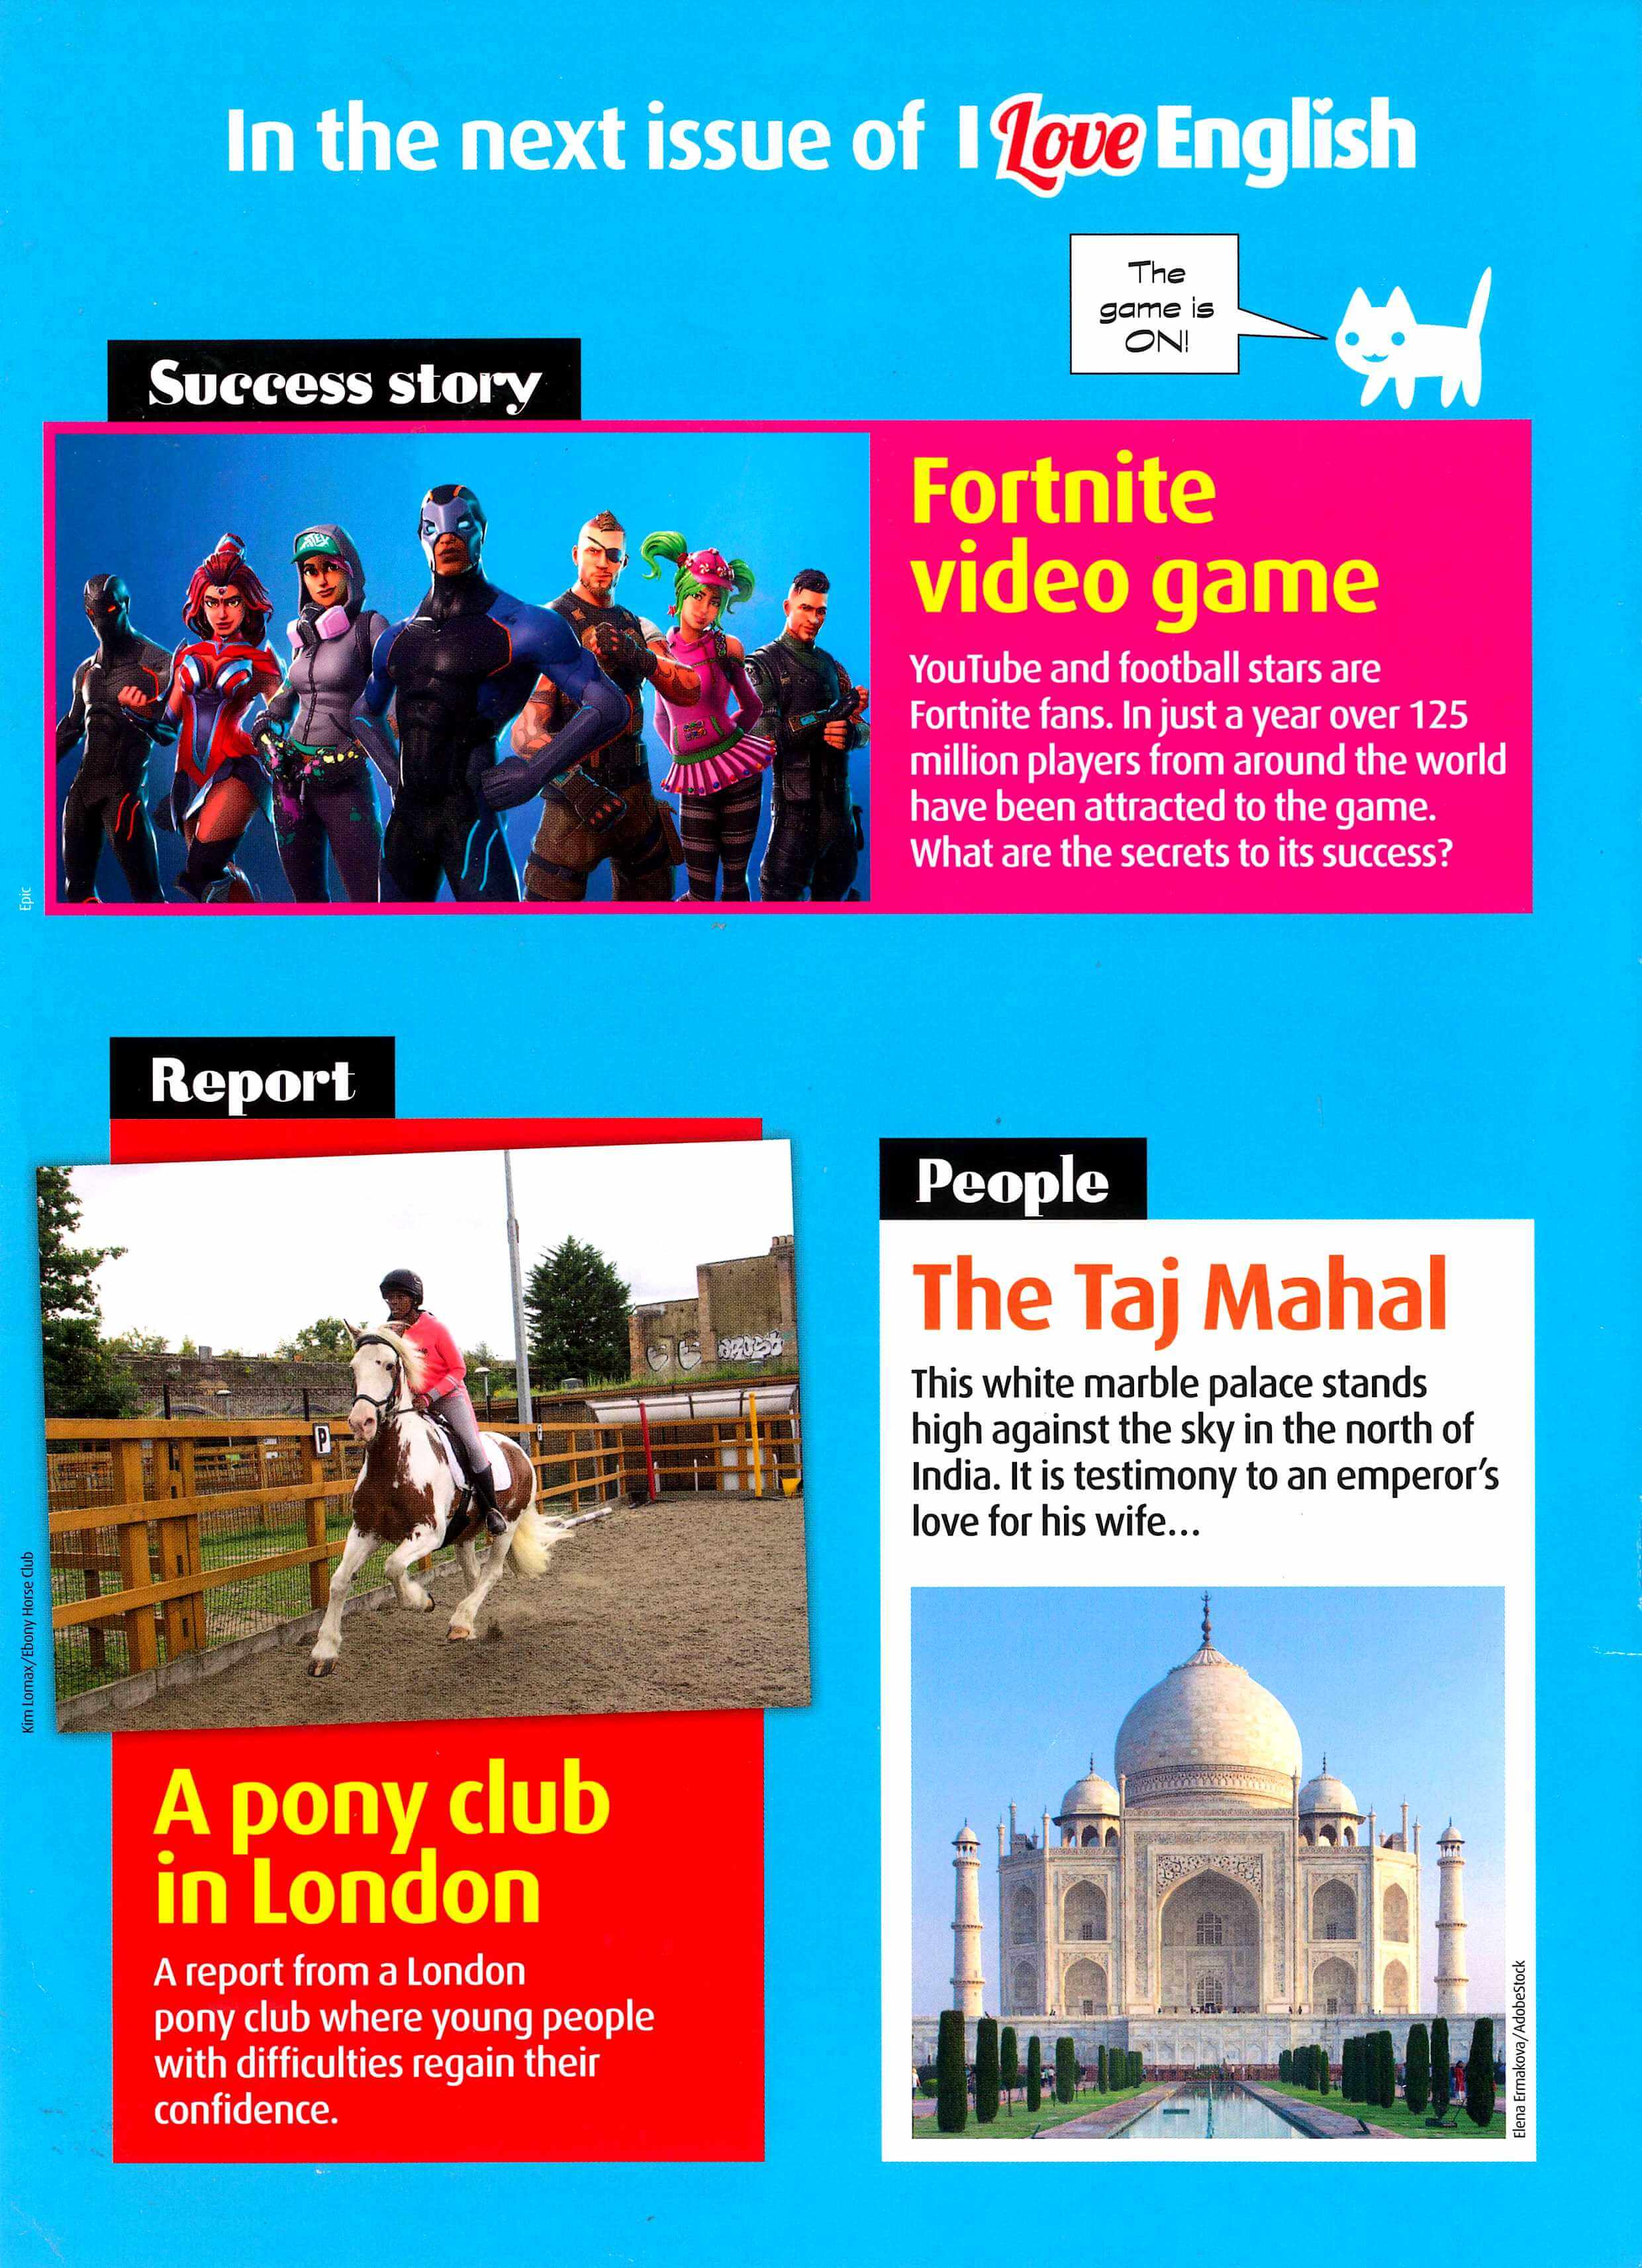 In the next issue of I Love English
The
game is
ON!
Success story
Fortnite
video game
YouTube and football stars are
Fortnite fans. In just a year over 125
million players from around the world
have been attracted to the game.
What are the secrets to its success?
APEX
Epic
Report
P
Kim Lomax/Ebony Horse Club
A pony club
in London
A report from a London
pony club where young people
with difficulties regain their
confidence.
People
The Taj Mahal
This white marble palace stands
high against the sky in the north of
India. It is testimony to an emperor's
love for his wife...
Elena Ermakova/AdobeStock